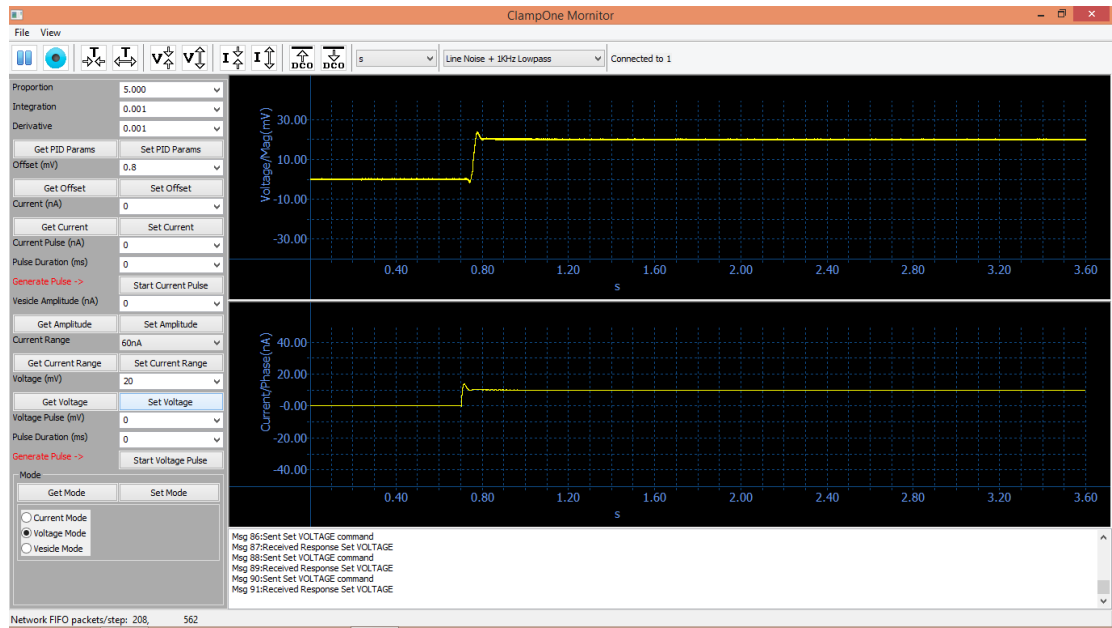 ClampOne Mornitor
File View
T T V V I I DCO DCO s Line Noise + 1KHz Lowpass Connected to 1
Proportion 5.000
Integration 0.001
Derivative 0.001
Get PID Params Set PID Params
Offset (mV) 0.8
Get Offset Set Offset
Current (nA) 0
Get Current Set Current
Current Pulse (nA) 0
Pulse Duration (ms) 0
Generate Pulse -> Start Current Pulse
Vesicle Amplitude (nA) 0
Get Amplitude Set Amplitude
Current Range 60nA
Get Current Range Set Current Range
Voltage (mV) 20
Get Voltage Set Voltage
Voltage Pulse (mV) 0
Pulse Duration (ms) 0
Generate Pulse -> Start Voltage Pulse
Mode
Get Mode Set Mode
Current Mode
Voltage Mode
Vesicle Mode
Voltage/Mag(mV)
30.00
10.00
-10.00
-30.00
0.40 0.80 1.20 1.60 2.00 2.40 2.80 3.20 3.60
s
Current/Phase(nA)
40.00
20.00
-0.00
-20.00
-40.00
0.40 0.80 1.20 1.60 2.00 2.40 2.80 3.20 3.60
s
Msg 86:Sent Set VOLTAGE command
Msg 87:Received Response Set VOLTAGE
Msg 88:Sent Set VOLTAGE command
Msg 89:Received Response Set VOLTAGE
Msg 90:Sent Set VOLTAGE command
Msg 91:Received Response Set VOLTAGE
Network FIFO packets/step: 208, 562